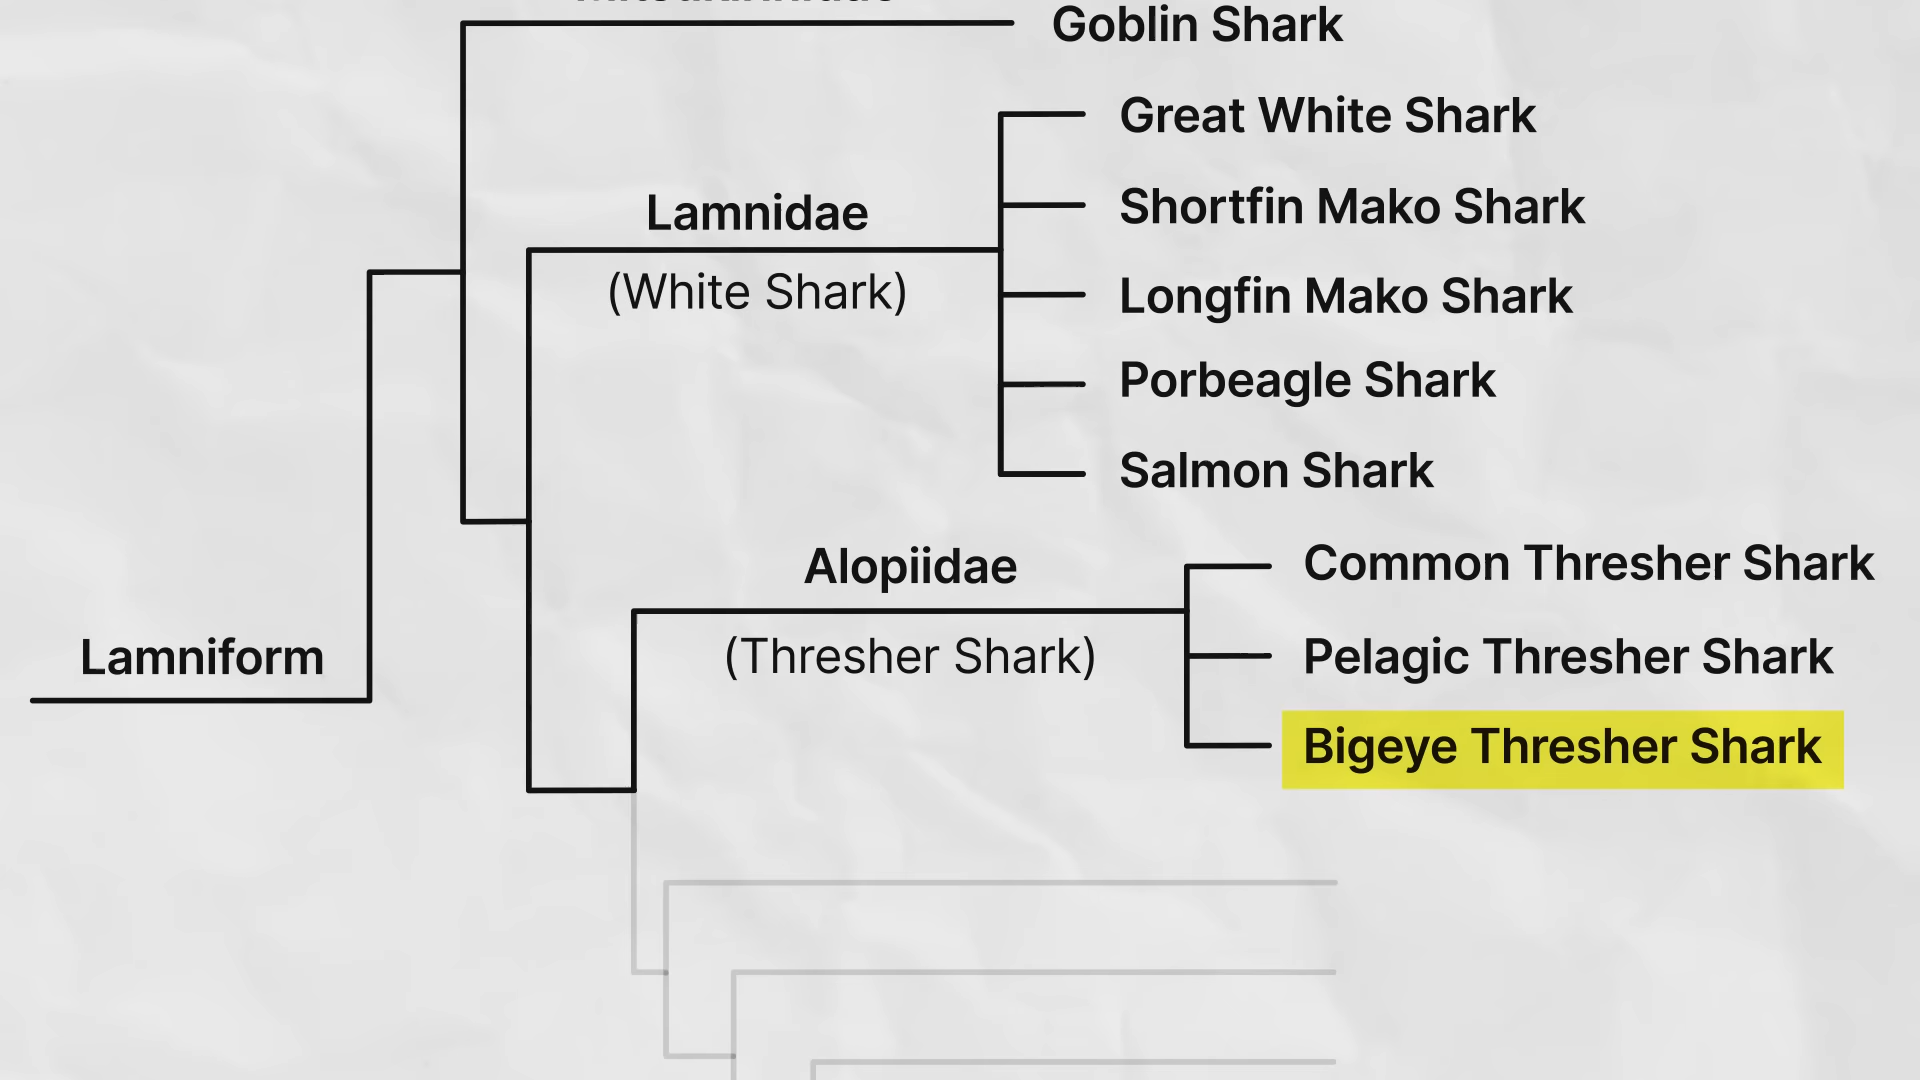 Goblin Shark
Great White Shark
Shortfin Mako Shark
Lamnidae
(White Shark)
Longfin Mako Shark
Porbeagle Shark
Salmon Shark
Alopiidae
Common Thresher Shark
(Thresher Shark)
Pelagic Thresher Shark
Lamniform
Bigeye Thresher Shark